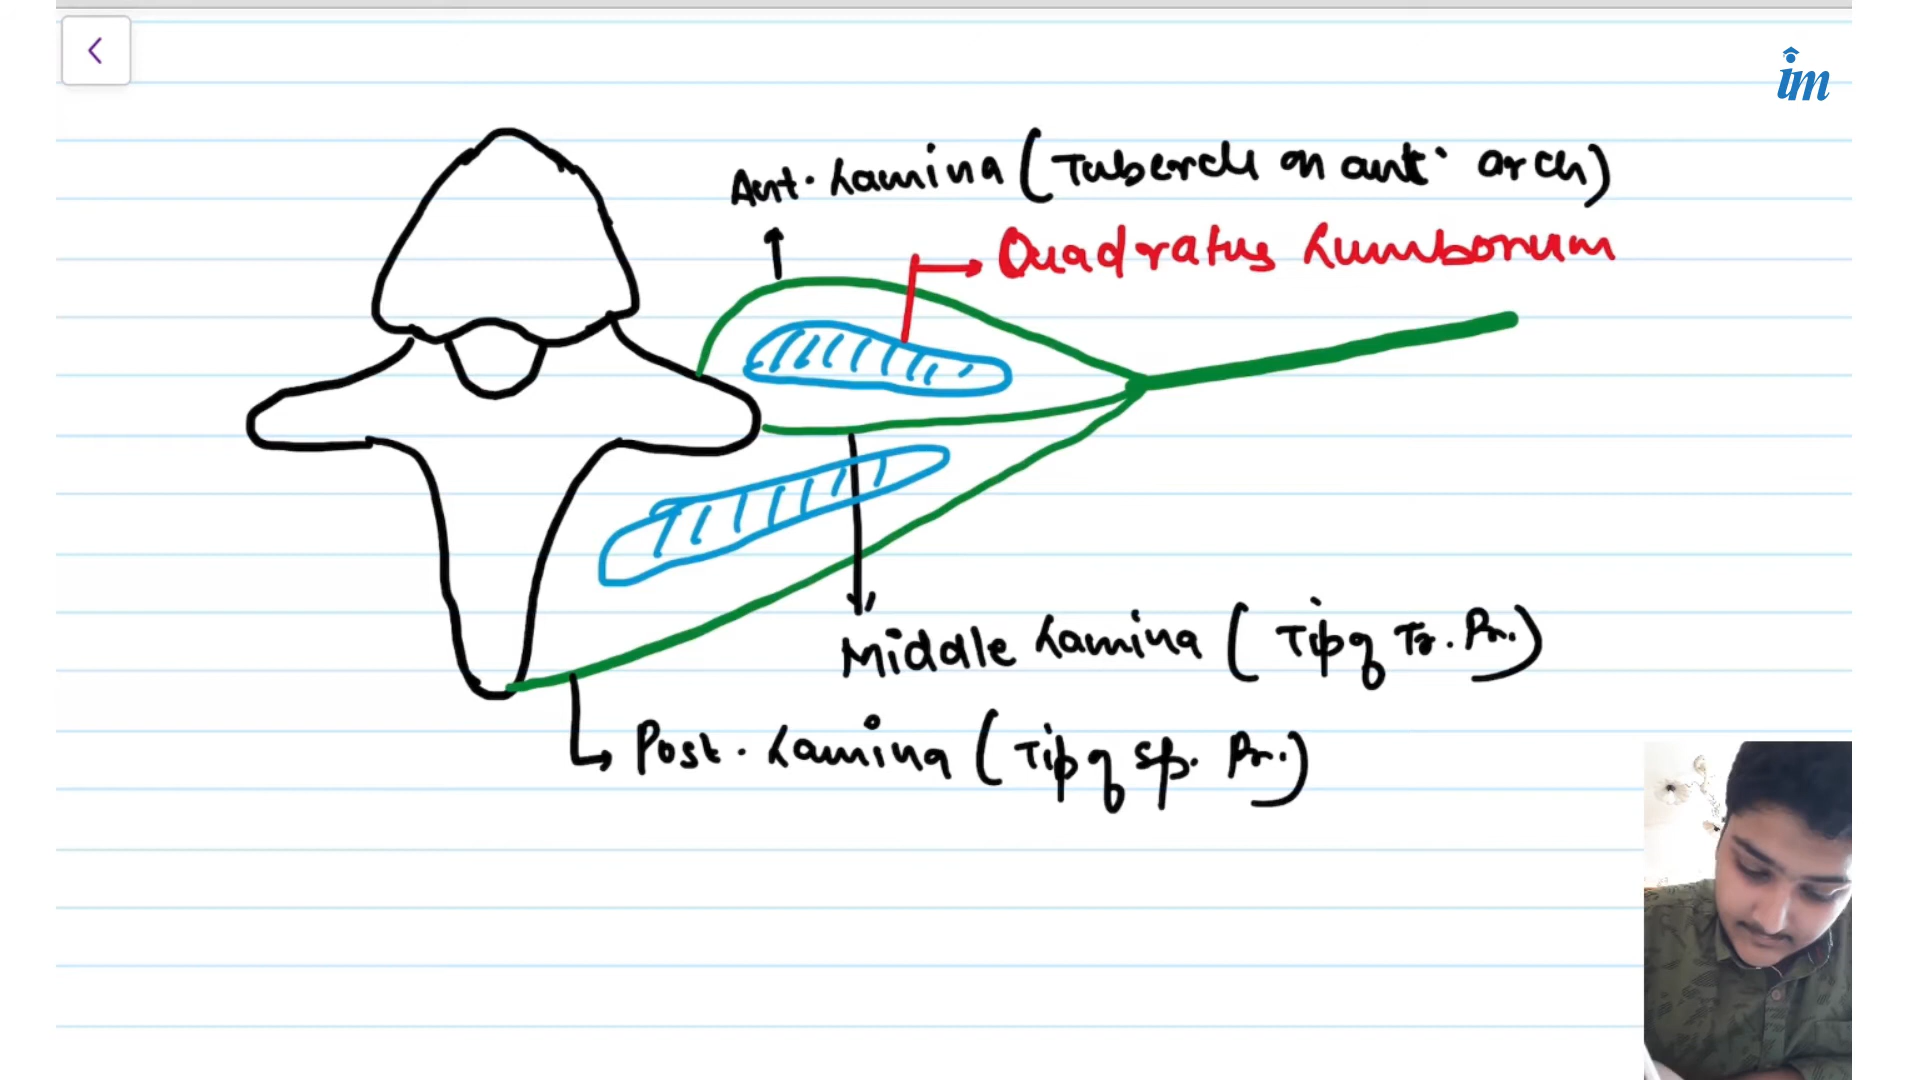 im
Ant. Lamina (Tubercle on ant. arch)
Quadratus Lumborum
Middle Lamina (Tip of Tr. Pr.)
Post. Lamina (Tip of Sp. Pr.)